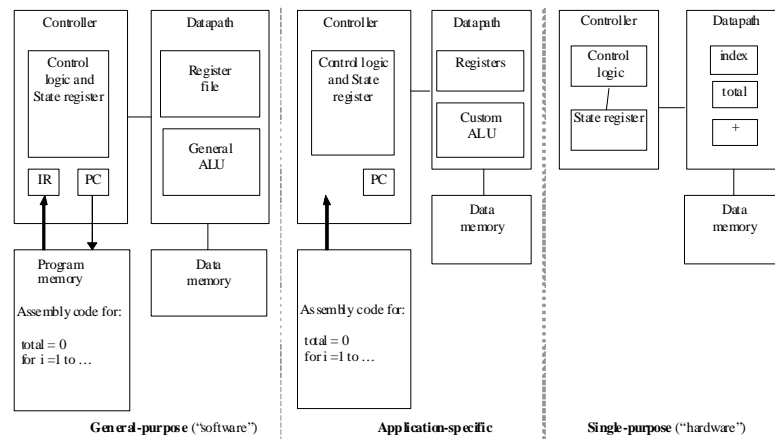 Controller
Control
logic and
State register
IR
PC
Datapath
Register
file
General
ALU
Program
memory
Assembly code for:
total = 0
for i =1 to …
Data
memory
General-purpose (“software”)
Controller
Control logic
and State
register
PC
Datapath
Registers
Custom
ALU
Data
memory
Assembly code for:
total = 0
for i =1 to …
Application-specific
Controller
Control
logic
State register
Datapath
index
total
+
Data
memory
Single-purpose (“hardware”)